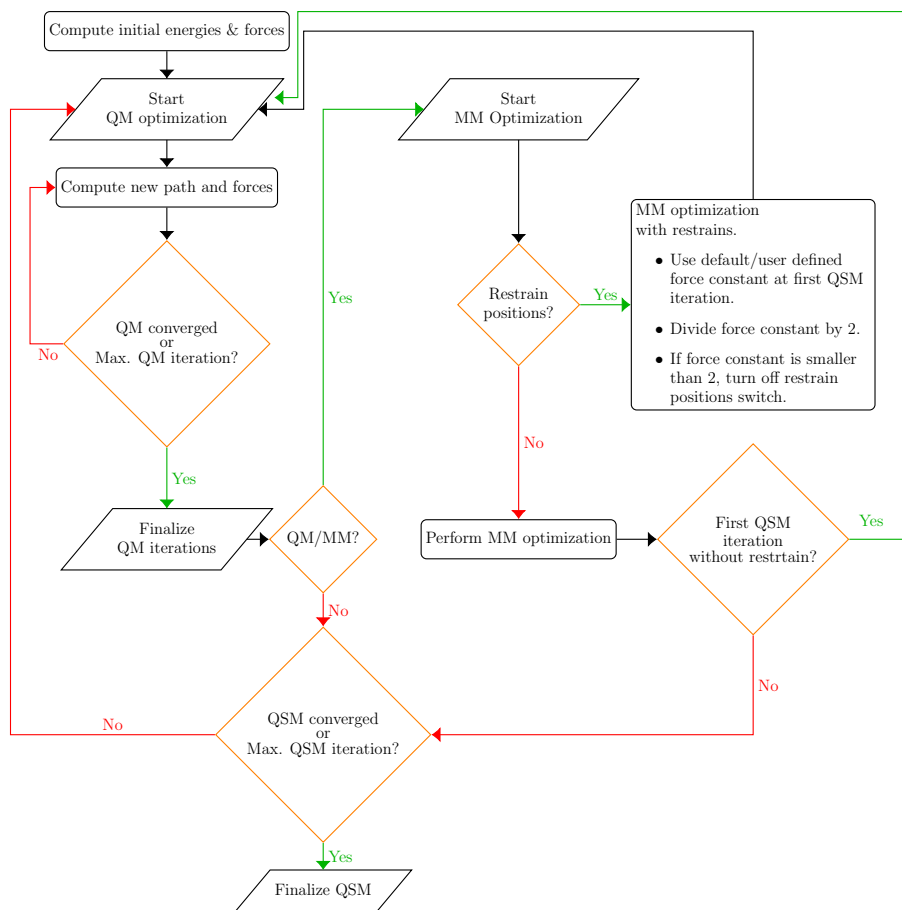 Compute initial energies & forces
Start
QM optimization
Start
MM Optimization
Compute new path and forces
MM optimization
with restrains.
• Use default/user defined
force constant at first QSM
iteration.
• Divide force constant by 2.
• If force constant is smaller
than 2, turn off restrain
positions switch.
Restrain
positions?
Yes
Yes
QM converged
or
Max. QM iteration?
No
No
Yes
Finalize
QM iterations
QM/MM?
Perform MM optimization
First QSM
iteration
without restrtain?
Yes
No
No
QSM converged
or
Max. QSM iteration?
No
Yes
Finalize QSM